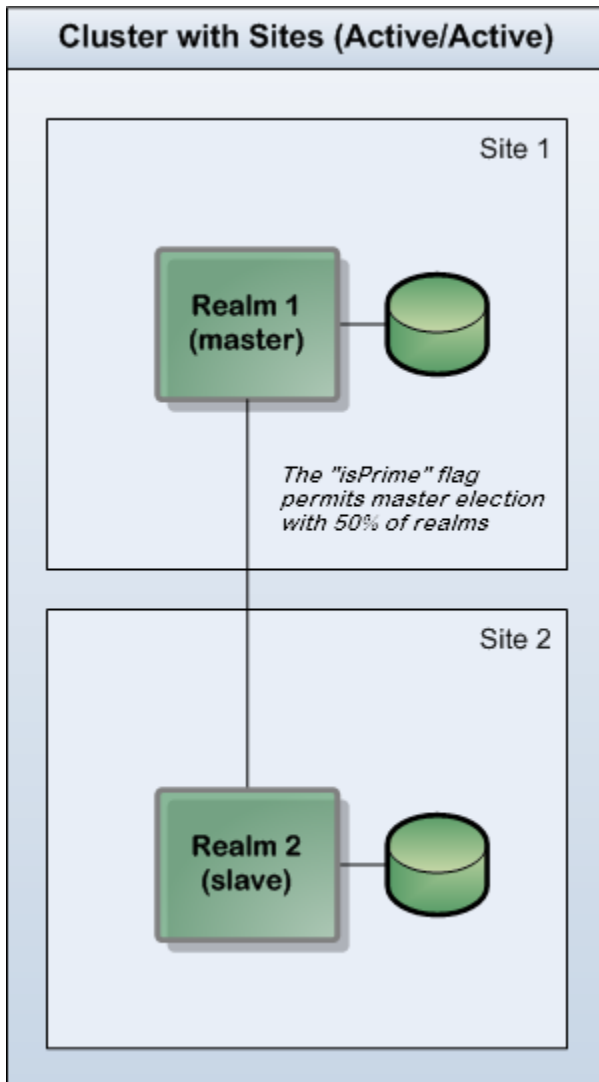 Cluster with Sites (Active/Active)
Site 1
Realm 1
(master)
The "isPrime" flag
permits master election
with 50% of realms
Site 2
Realm 2
(slave)